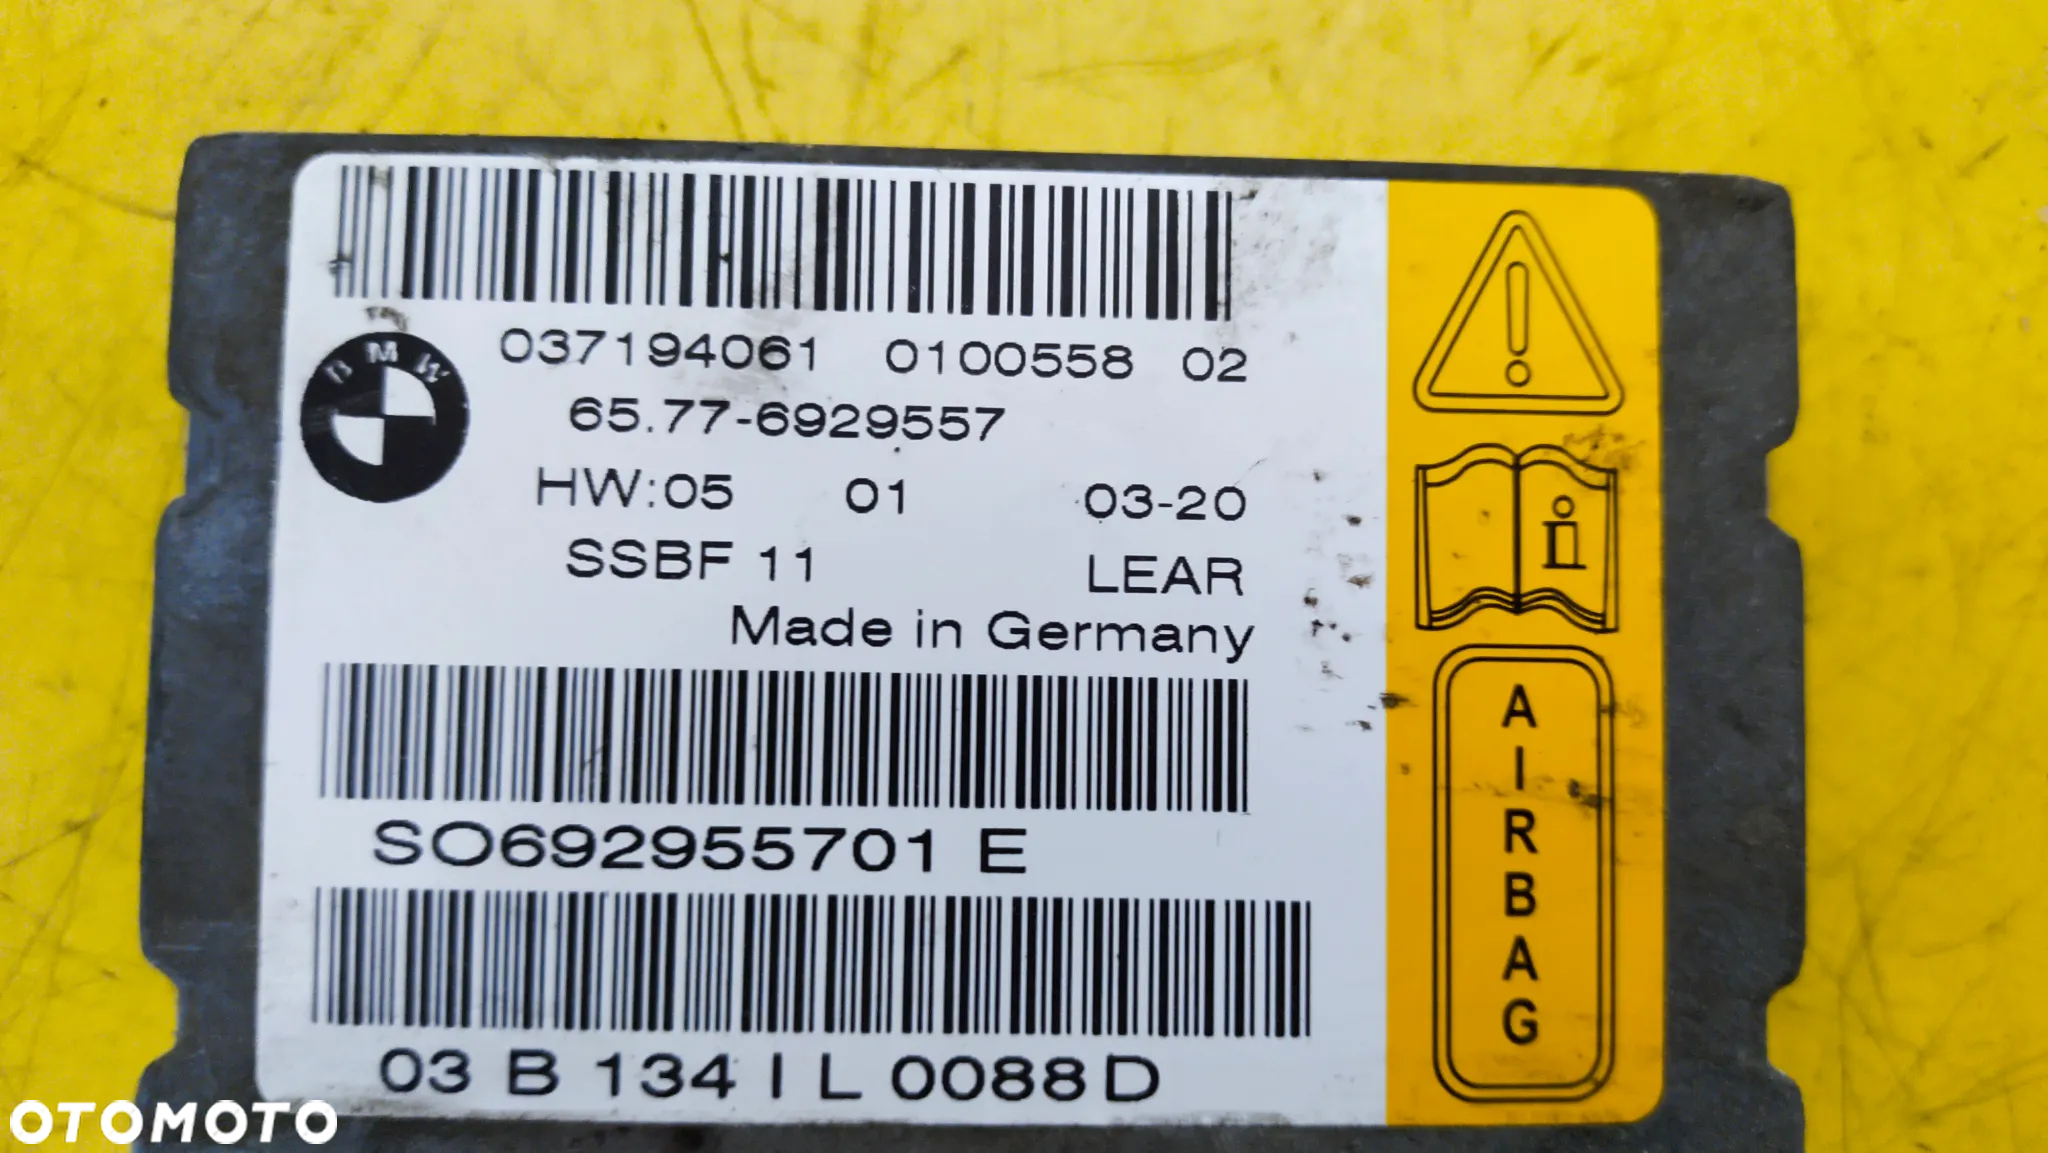 037194061 0100558 02
BMW
65.77-6929557
HW:05 01 03-20
SSBF 11 LEAR
Made in Germany
SO692955701 E
03 B 134 I L 0088D
AIRBAG
OTOMOTO